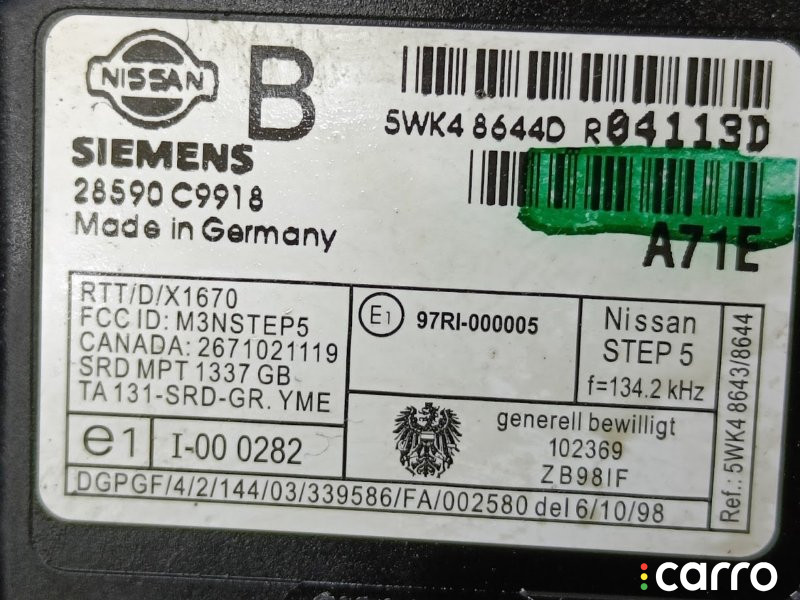 NISSAN
B
5WK4 8644D R04113D
SIEMENS
28590 C9918
Made in Germany
A71E
RTT/D/X1670
FCC ID: M3NSTEP5
CANADA: 2671021119
SRD MPT 1337 GB
TA 131-SRD-GR. YME
E1 97RI-000005
Nissan
STEP 5
f=134.2 kHz
e1 I-00 0282
generell bewilligt
102369
ZB98IF
DGPGF/4/2/144/03/339586/FA/002580 del 6/10/98
Ref.: 5WK4 8643/8644
carro